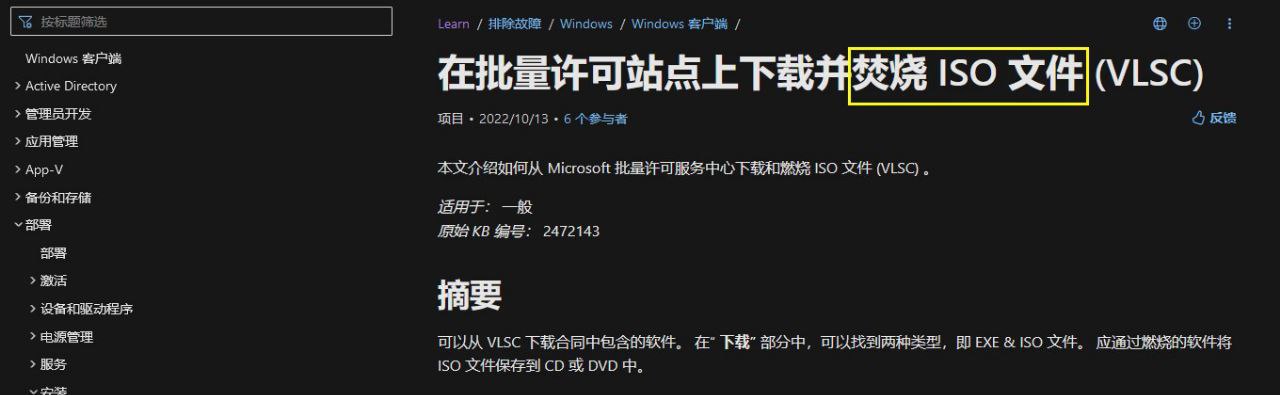 按标题筛选
Windows 客户端
Active Directory
管理员开发
应用管理
App-V
备份和存储
部署
部署
激活
设备和驱动程序
电源管理
服务
安装
Learn / 排除故障 / Windows / Windows 客户端 /
在批量许可站点上下载并焚烧 ISO 文件 (VLSC)
项目 • 2022/10/13 • 6 个参与者
反馈
本文介绍如何从 Microsoft 批量许可服务中心下载和燃烧 ISO 文件 (VLSC) 。
适用于： 一般
原始 KB 编号： 2472143
摘要
可以从 VLSC 下载合同中包含的软件。 在“ 下载” 部分中，可以找到两种类型，即 EXE & ISO 文件。 应通过燃烧的软件将
ISO 文件保存到 CD 或 DVD 中。